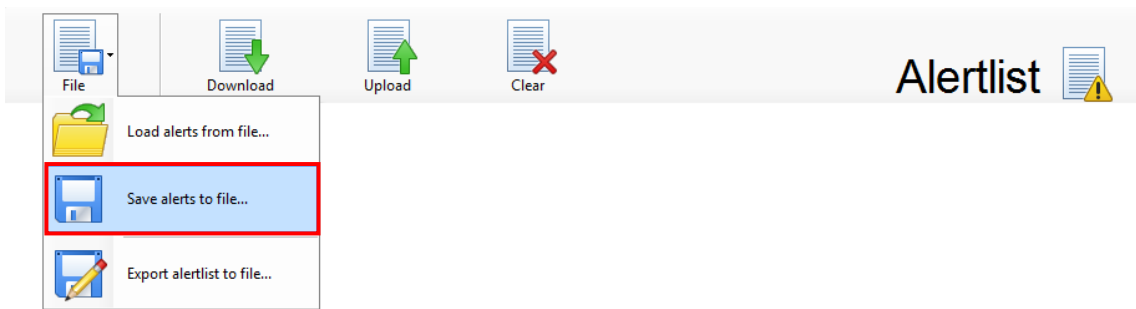 File
Download
Upload
Clear
Alertlist
Load alerts from file...
Save alerts to file...
Export alertlist to file...